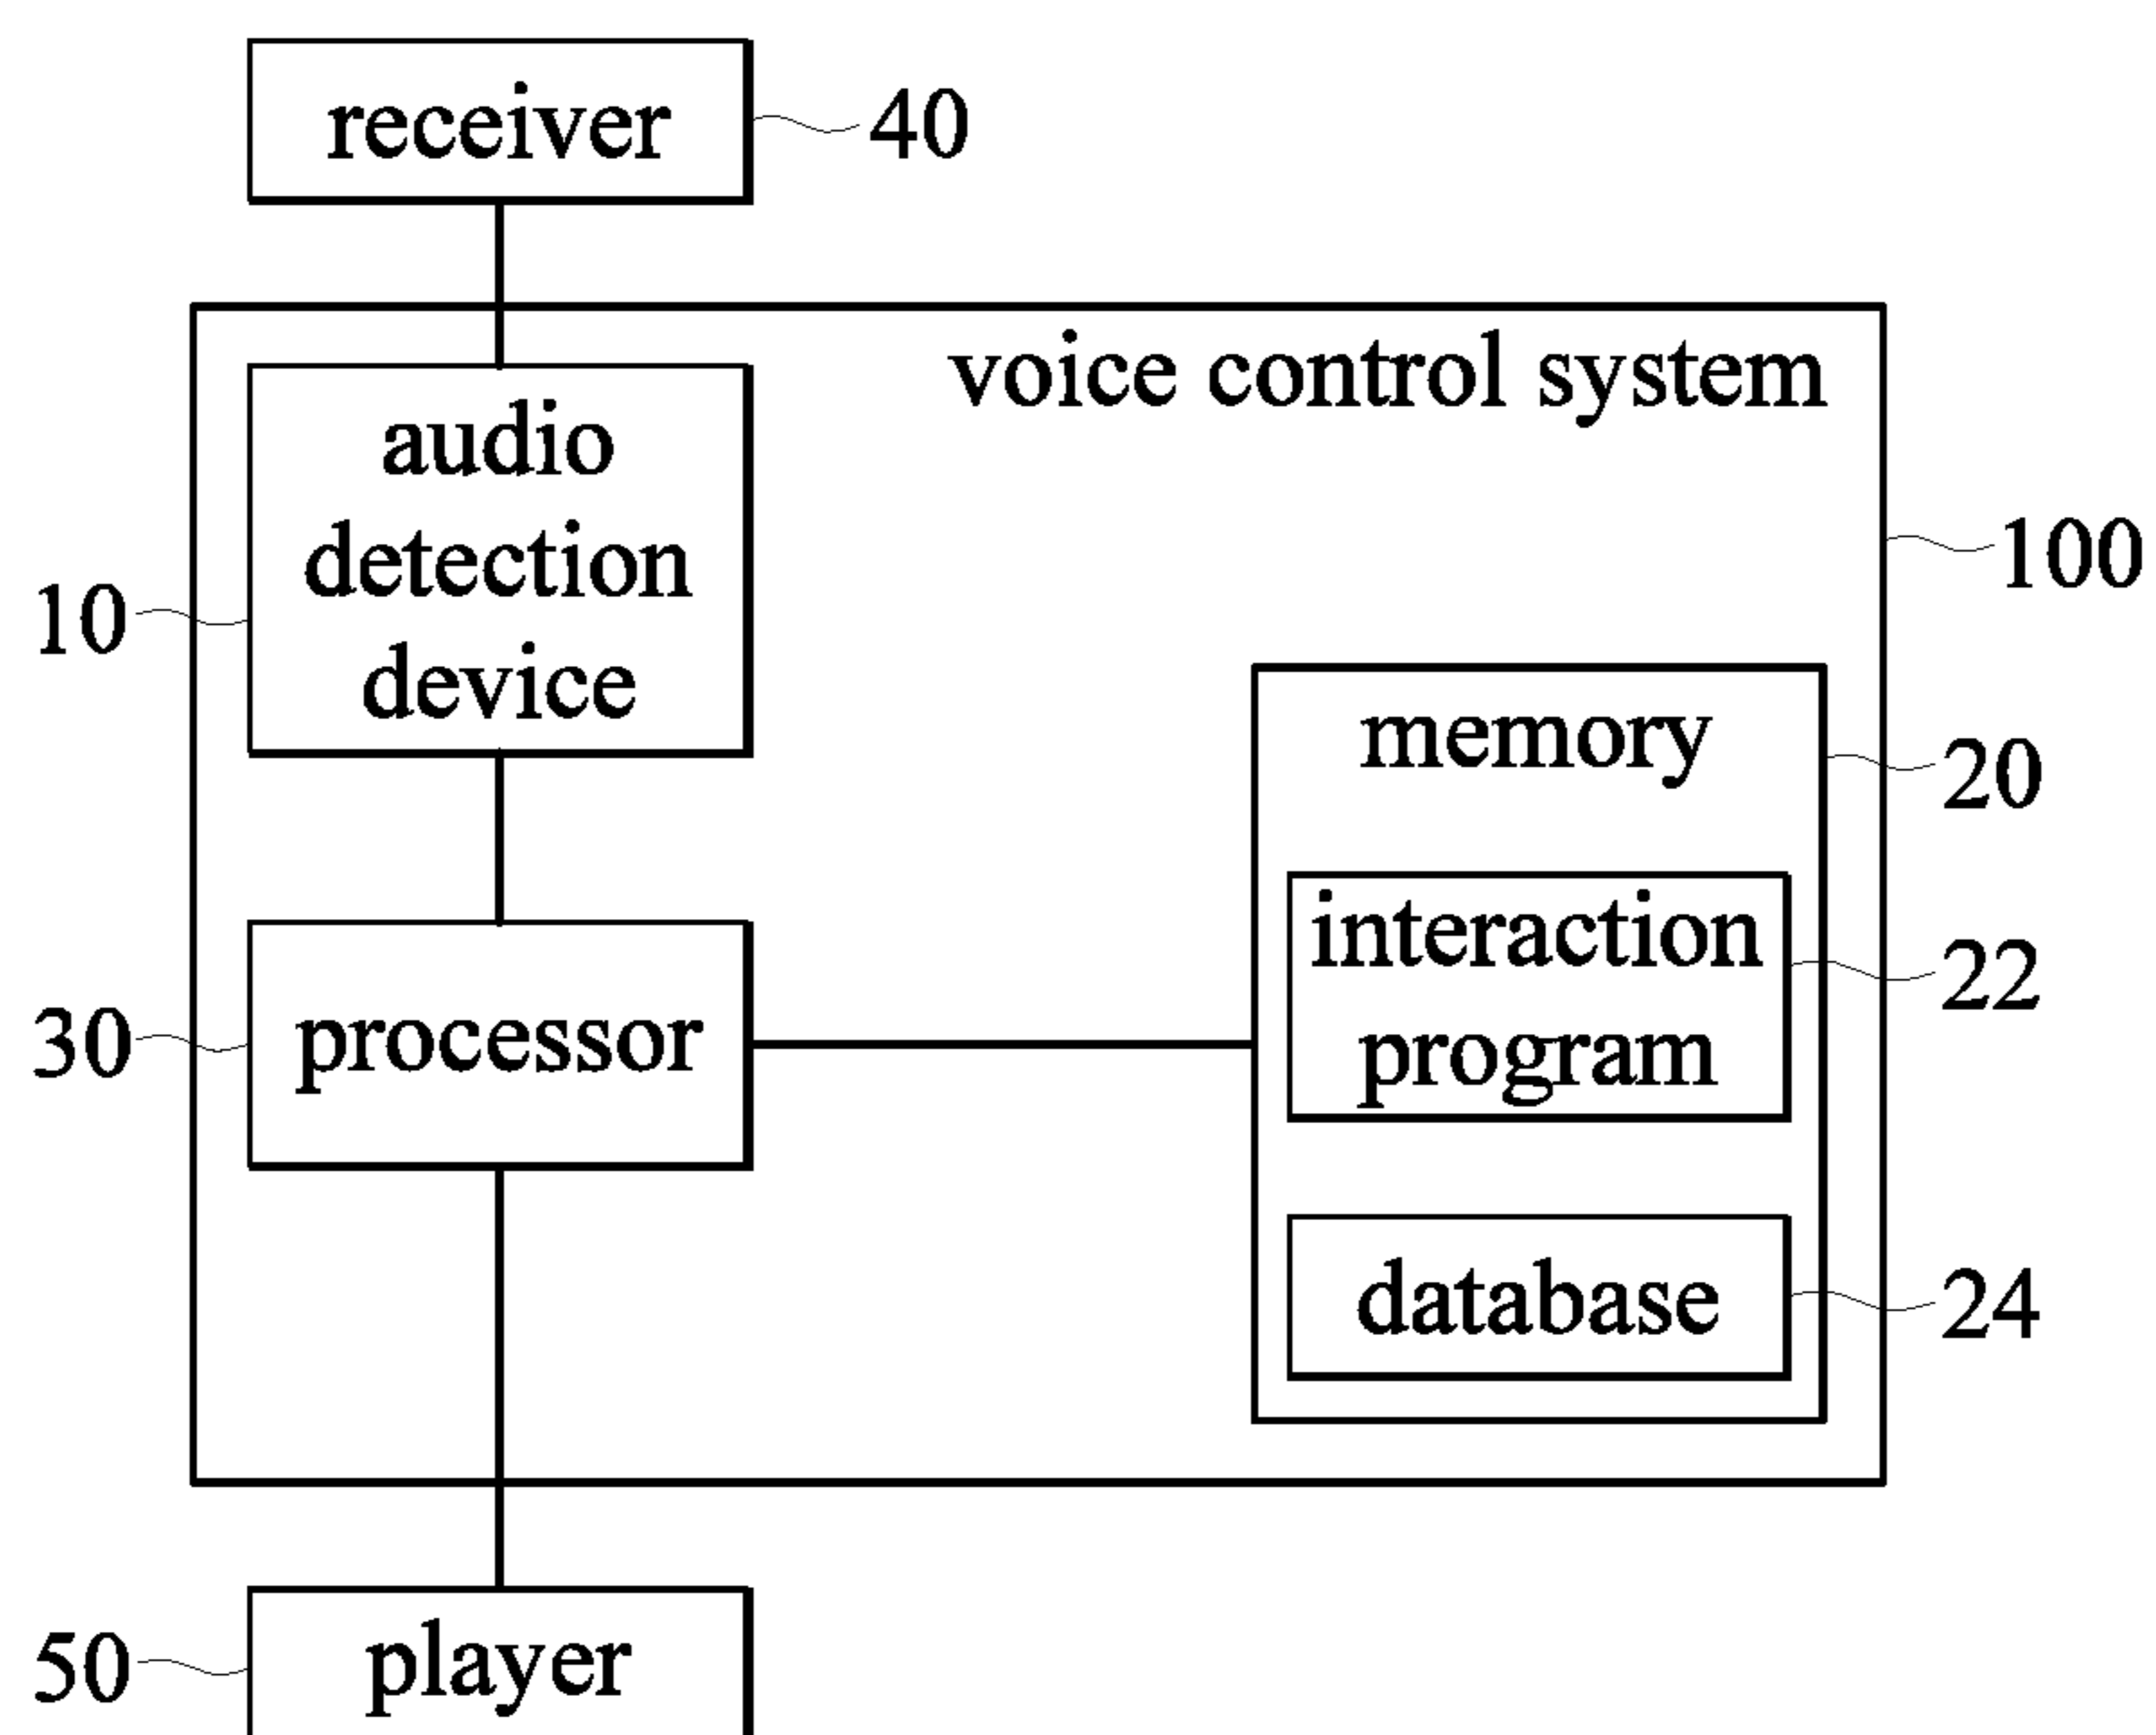 receiver
40
voice control system
audio
detection
device
10
100
memory
20
interaction
program
22
processor
30
database
24
player
50